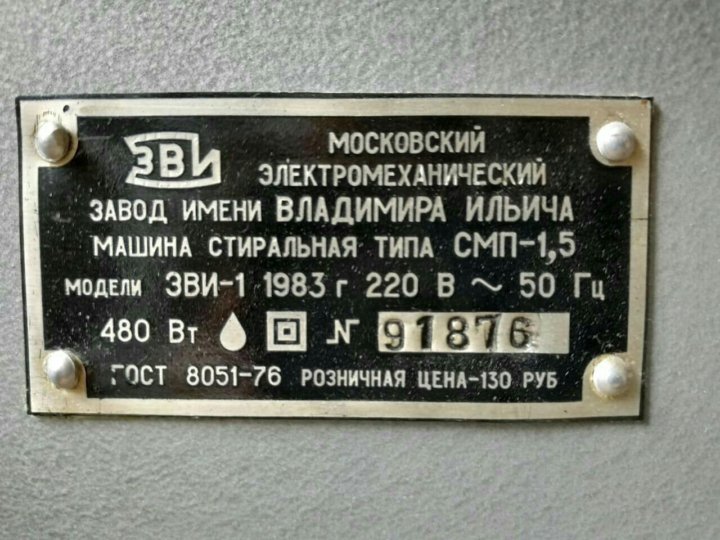 ЗВИ МОСКОВСКИЙ
ЭЛЕКТРОМЕХАНИЧЕСКИЙ
ЗАВОД ИМЕНИ ВЛАДИМИРА ИЛЬИЧА
МАШИНА СТИРАЛЬНАЯ ТИПА СМП-1,5
МОДЕЛИ ЗВИ-1 1983 г 220 В ~ 50 Гц
480 Вт № 91876
ГОСТ 8051-76 РОЗНИЧНАЯ ЦЕНА-130 РУБ